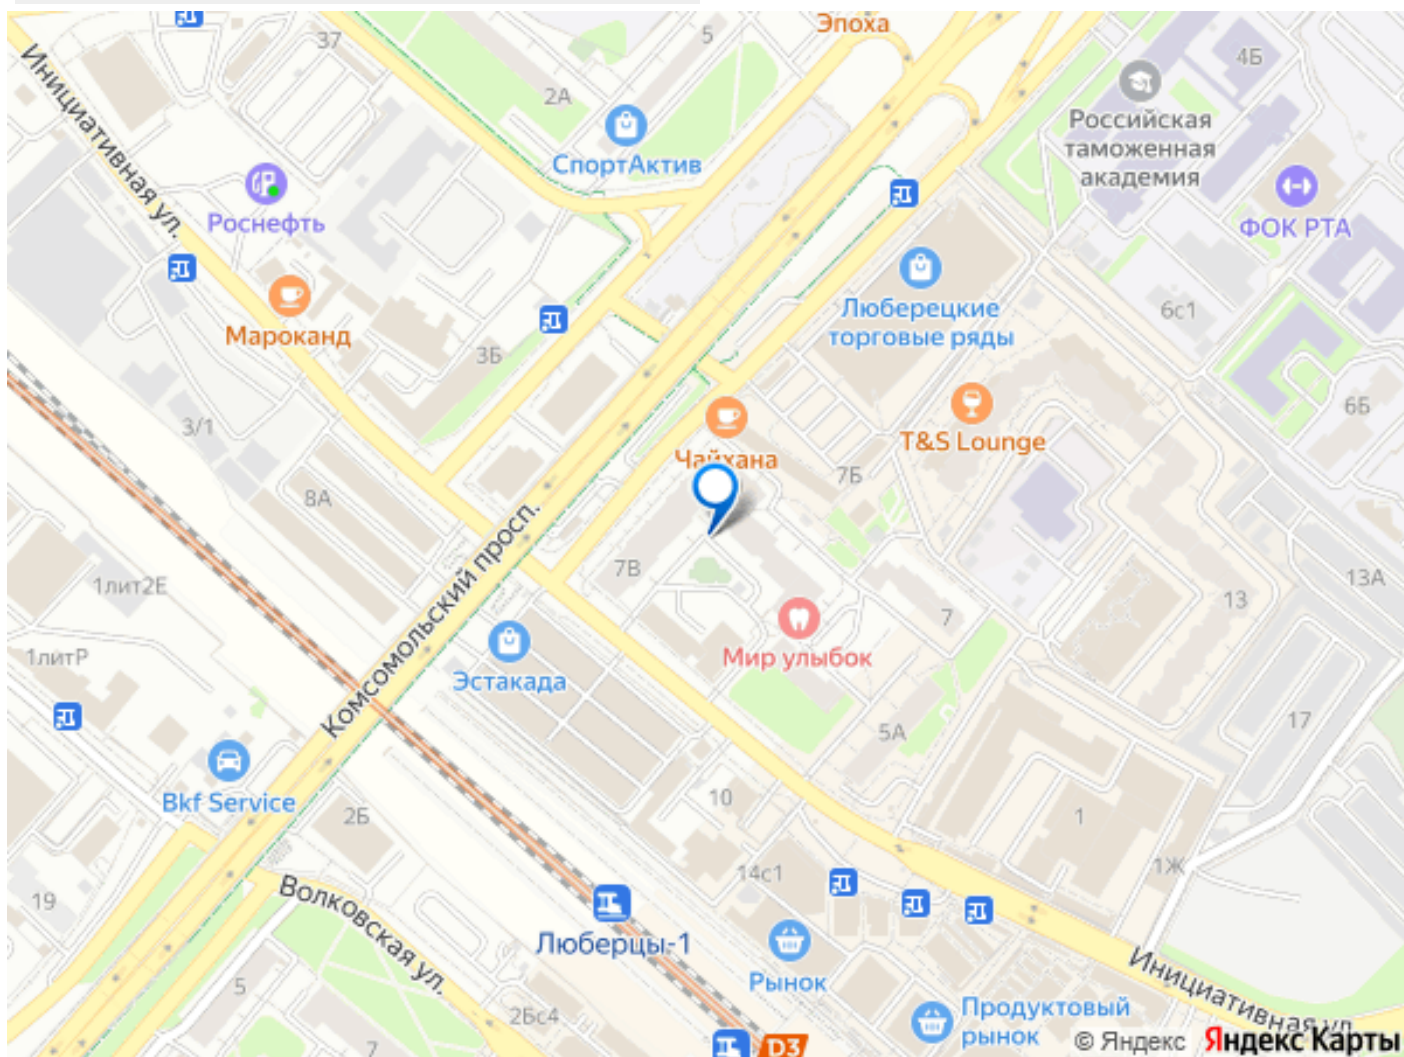 Эпоха
37
5
4Б
2А
Российская
таможенная
академия
Инициативная ул.
СпортАктив
Роснефть
ФОК РТА
Люберецкие
торговые ряды
6с1
Мароканд
3Б
6Б
3/1
T&S Lounge
Чайхана
7Б
8А
Комсомольский просп.
7В
1лит2Е
13А
13
7
1литР
Мир улыбок
Эстакада
5А
17
Bkf Service
2Б
10
1
14с1
1Ж
19
Волковская ул.
Люберцы-1
Рынок
Инициативная ул.
5
2Бс4
Продуктовый
рынок
7
D3
© Яндекс Яндекс Карты